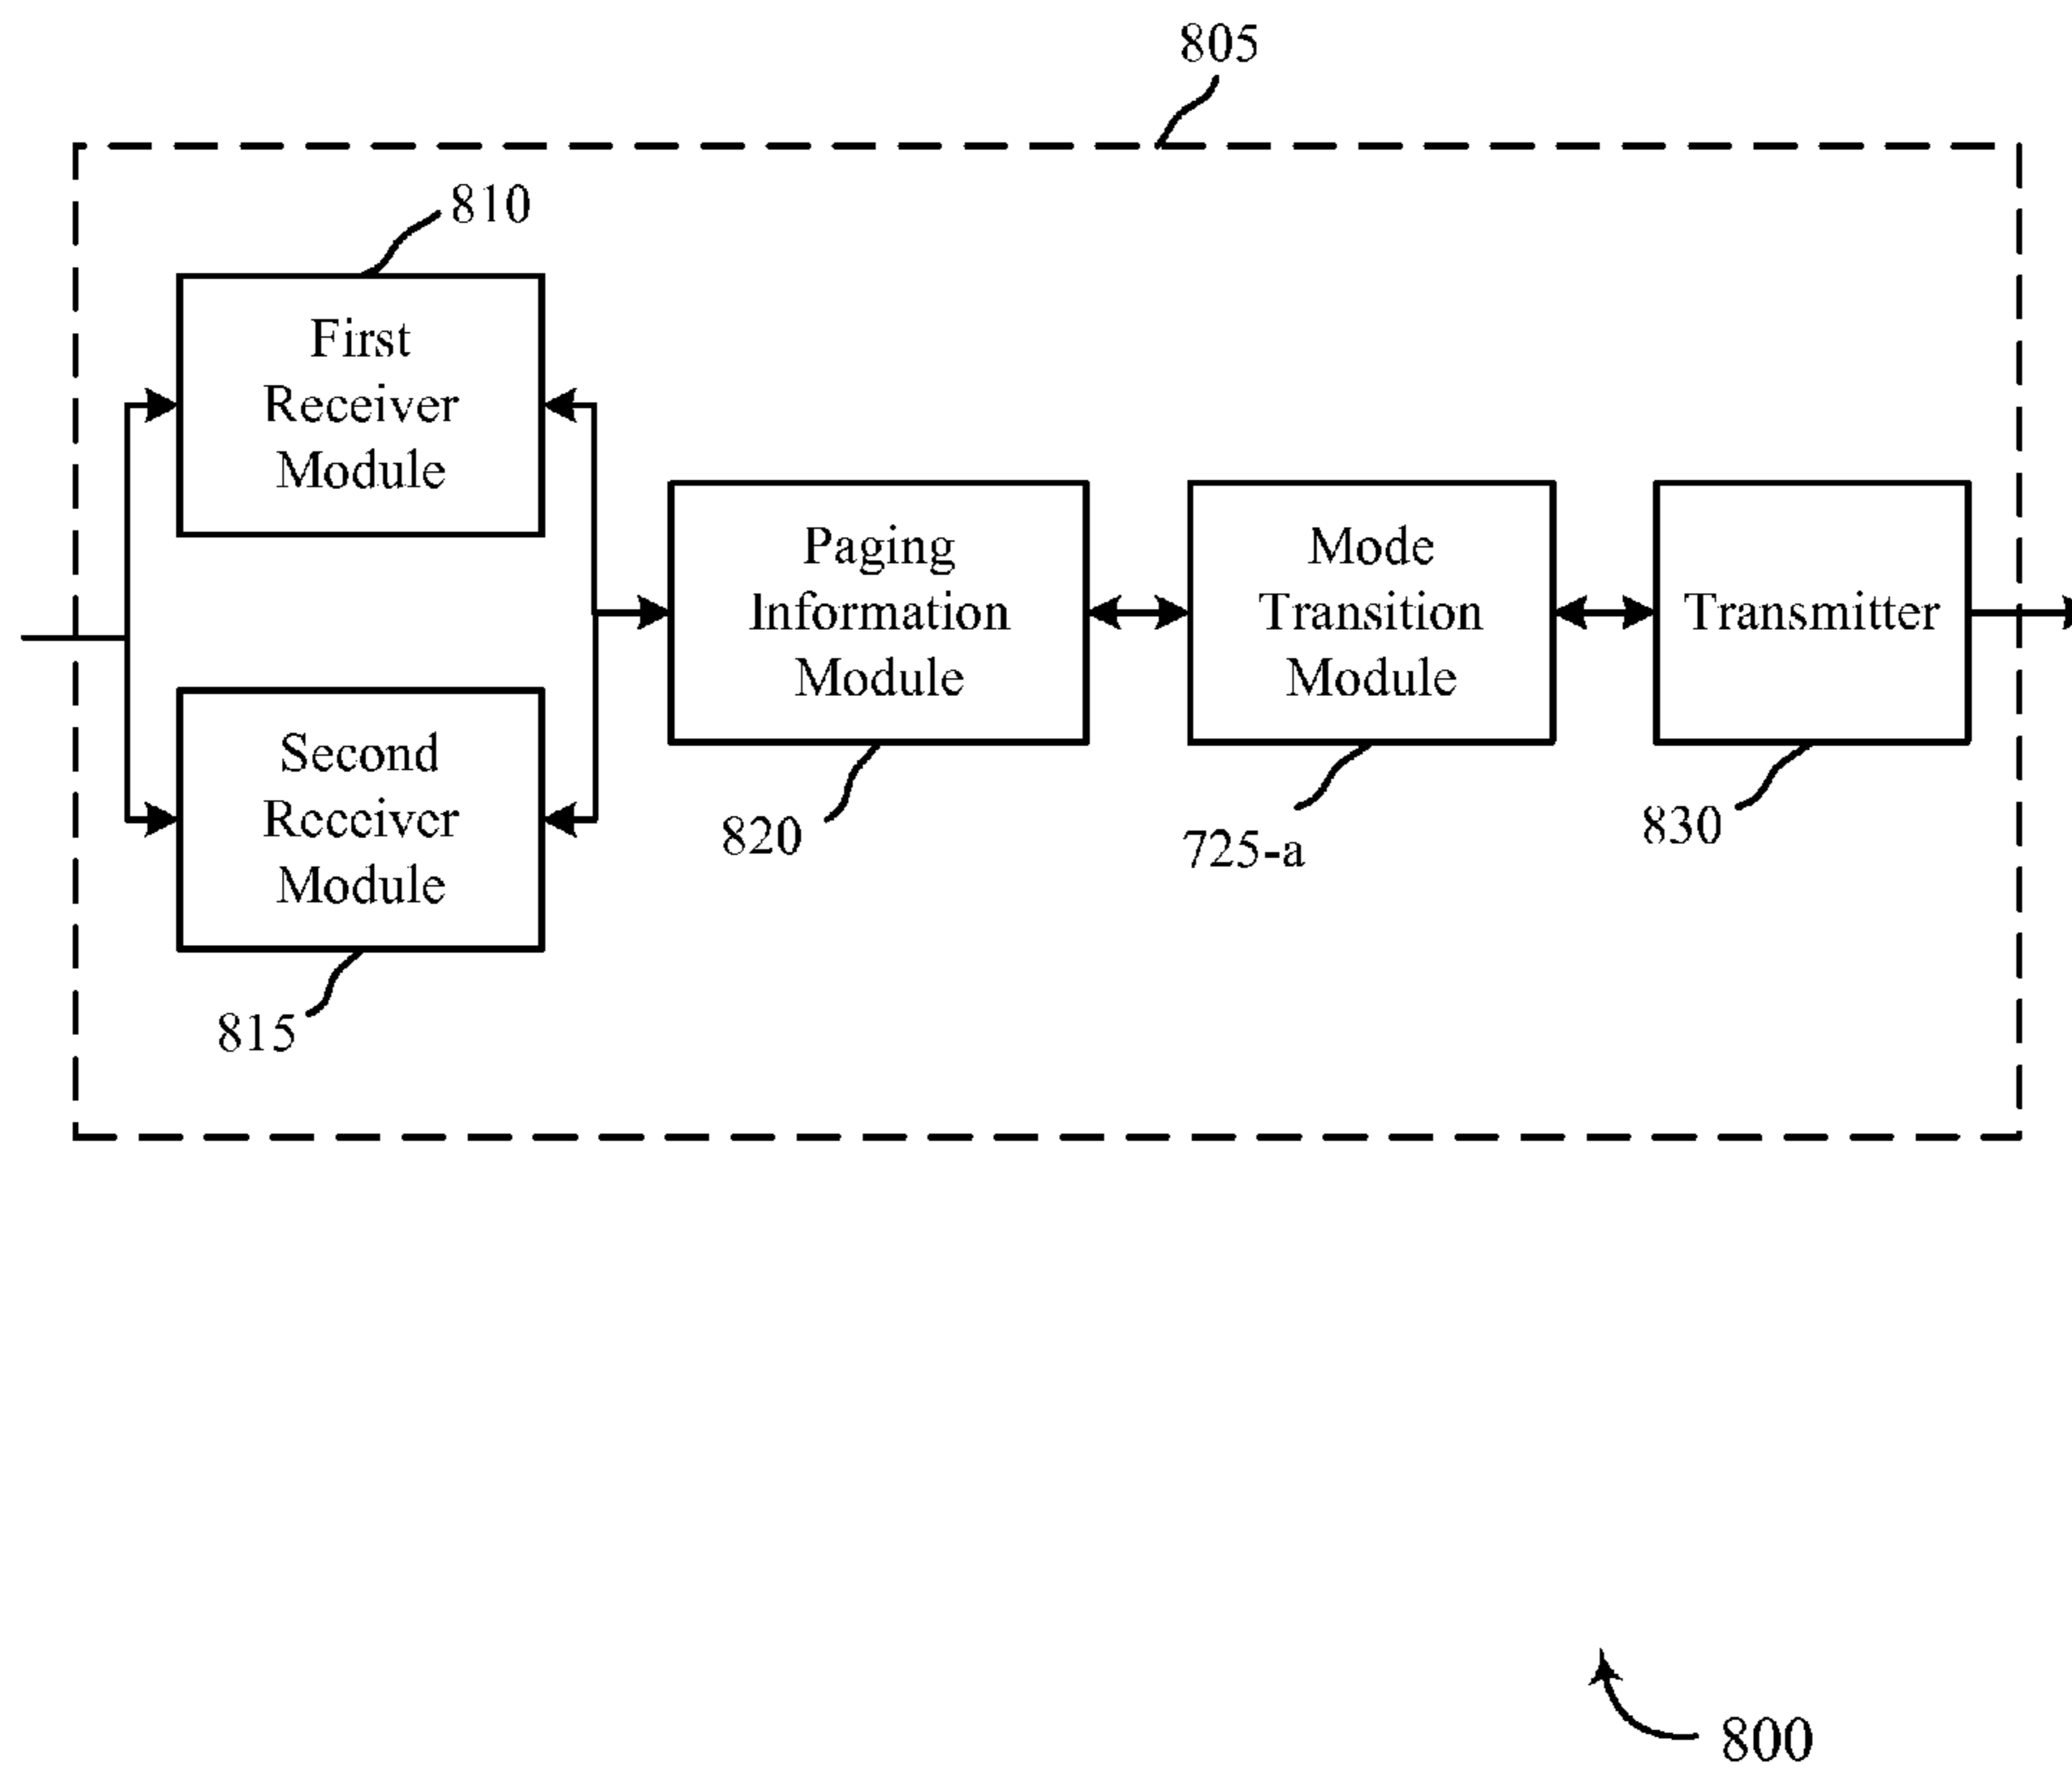 805
810
First
Receiver
Module
Paging
Information
Module
Mode
Transition
Module
Transmitter
Second
Receiver
Module
820
725-a
830
815
800